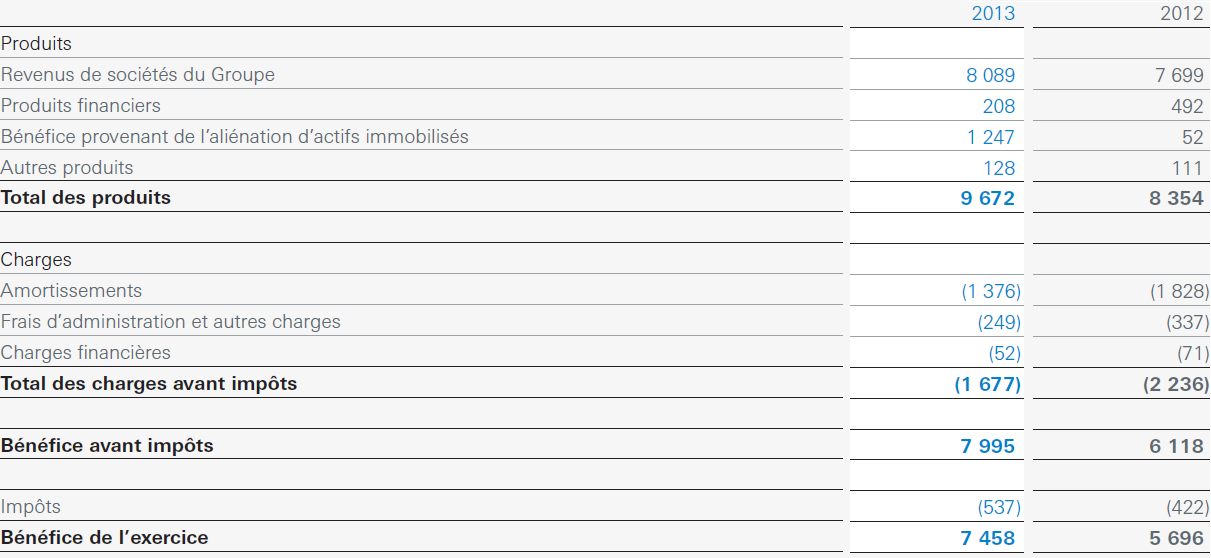 2013 2012
Produits
Revenus de sociétés du Groupe 8 089 7 699
Produits financiers 208 492
Bénéfice provenant de l’aliénation d’actifs immobilisés 1 247 52
Autres produits 128 111
Total des produits 9 672 8 354
Charges
Amortissements (1 376) (1 828)
Frais d’administration et autres charges (249) (337)
Charges financières (52) (71)
Total des charges avant impôts (1 677) (2 236)
Bénéfice avant impôts 7 995 6 118
Impôts (537) (422)
Bénéfice de l’exercice 7 458 5 696